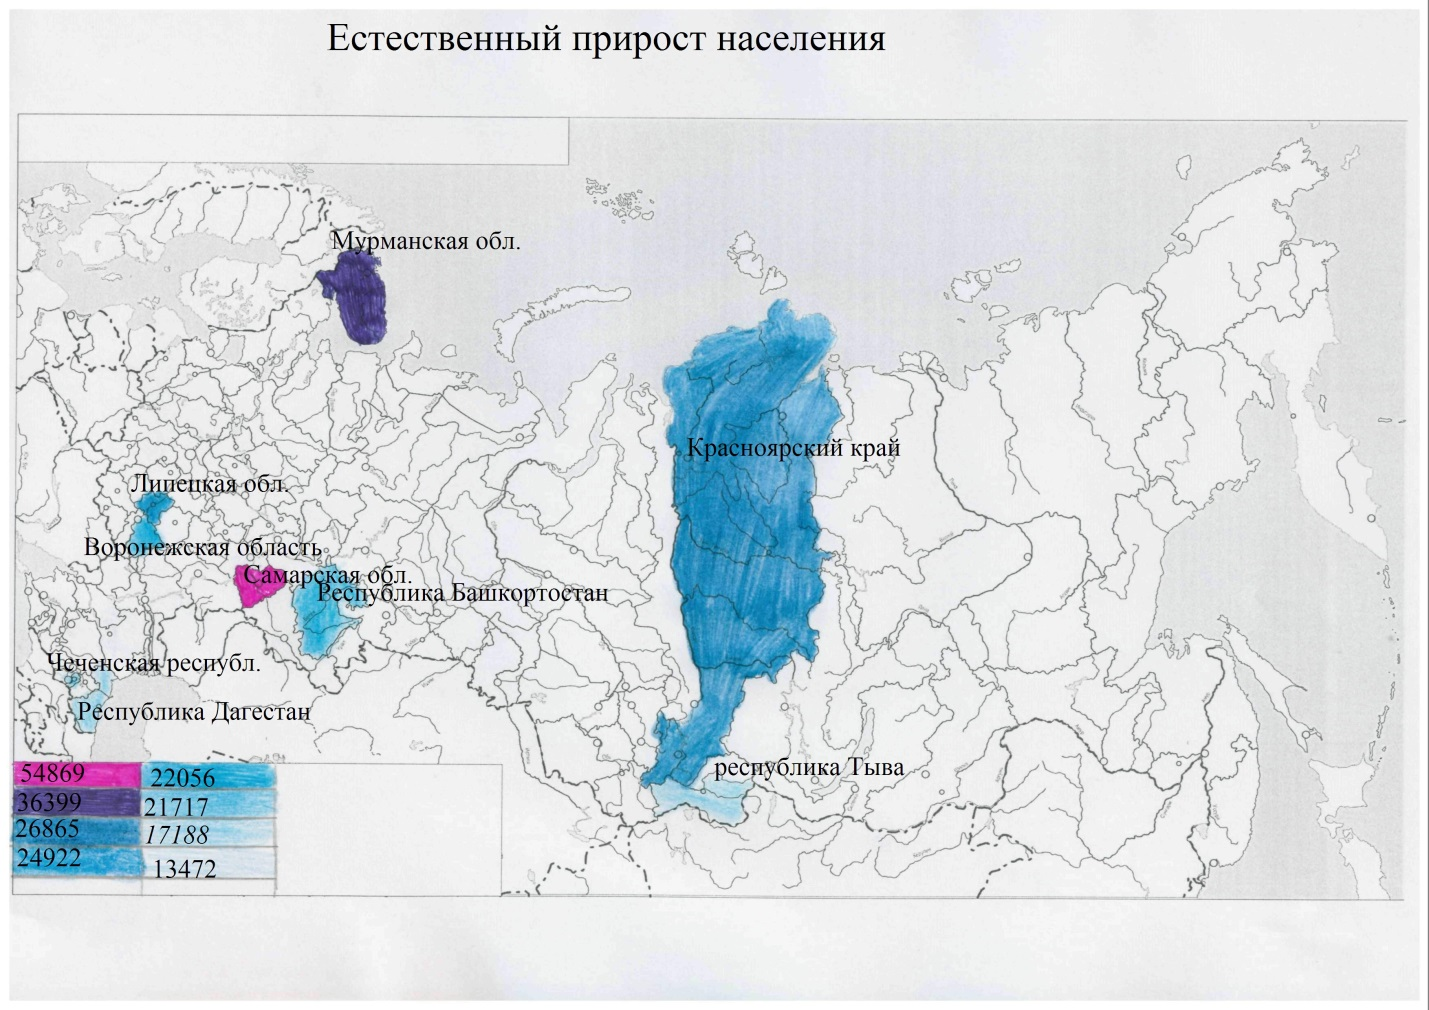 Естественный прирост населения
Мурманская обл.
Красноярский край
Липецкая обл.
Воронежская область
Самарская обл.
Республика Башкортостан
Чеченская республ.
Республика Дагестан
республика Тыва
54869 22056
36399 21717
26865 17188
24922 13472